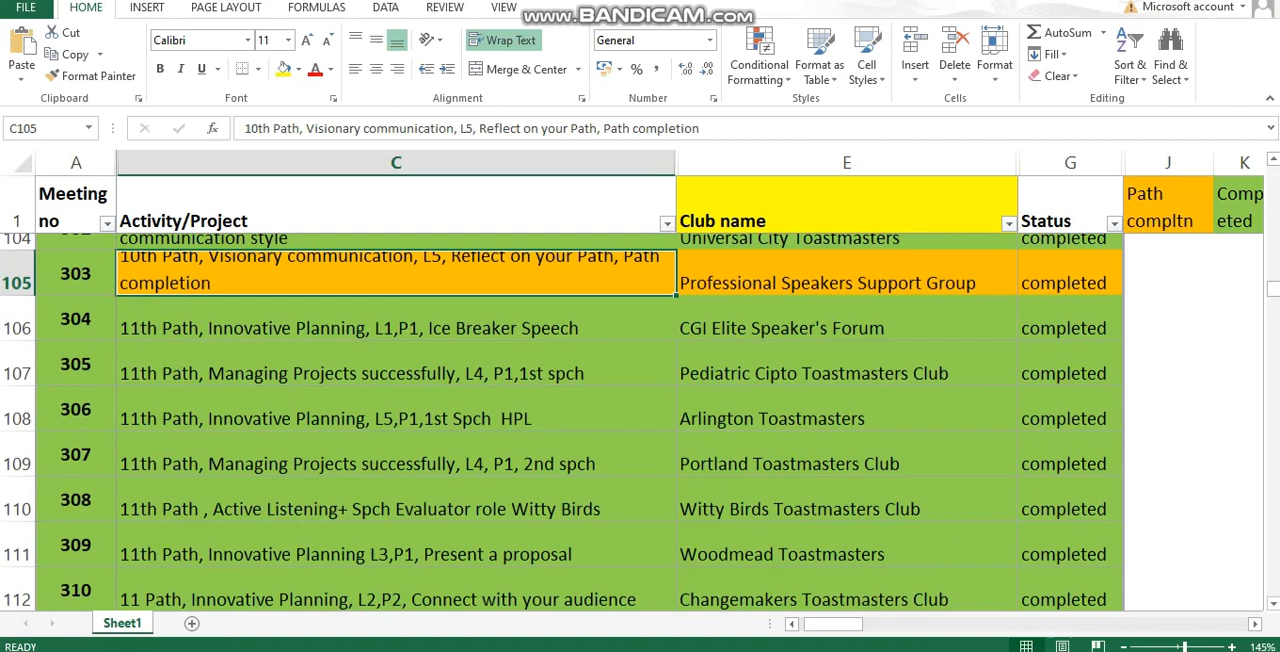 www.BANDICAM.com
FILE HOME INSERT PAGE LAYOUT FORMULAS DATA REVIEW VIEW Microsoft account
Cut
Copy
Format Painter
Paste
Clipboard
Calibri 11
B I U
Font
Wrap Text
Merge & Center
Alignment
General
%
Number
Conditional Formatting
Format as Table
Cell Styles
Styles
Insert Delete Format
Cells
AutoSum
Fill
Clear
Sort & Filter
Find & Select
Editing
C105 fx 10th Path, Visionary communication, L5, Reflect on your Path, Path completion
A C E G J K
1 Meeting no Activity/Project Club name Status Path compltn Comp eted
104 communication style Universal City Toastmasters completed
105 303 10th Path, Visionary communication, L5, Reflect on your Path, Path completion Professional Speakers Support Group completed
106 304 11th Path, Innovative Planning, L1,P1, Ice Breaker Speech CGI Elite Speaker's Forum completed
107 305 11th Path, Managing Projects successfully, L4, P1,1st spch Pediatric Cipto Toastmasters Club completed
108 306 11th Path, Innovative Planning, L5,P1,1st Spch  HPL Arlington Toastmasters completed
109 307 11th Path, Managing Projects successfully, L4, P1, 2nd spch Portland Toastmasters Club completed
110 308 11th Path , Active Listening+ Spch Evaluator role Witty Birds Witty Birds Toastmasters Club completed
111 309 11th Path, Innovative Planning L3,P1, Present a proposal Woodmead Toastmasters completed
112 310 11 Path, Innovative Planning, L2,P2, Connect with your audience Changemakers Toastmasters Club completed
Sheet1
READY 145%